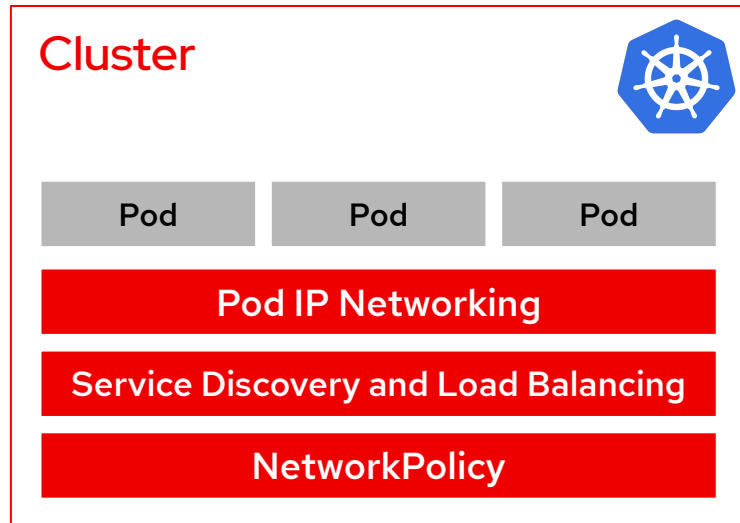 Cluster
Pod Pod Pod
Pod IP Networking
Service Discovery and Load Balancing
NetworkPolicy